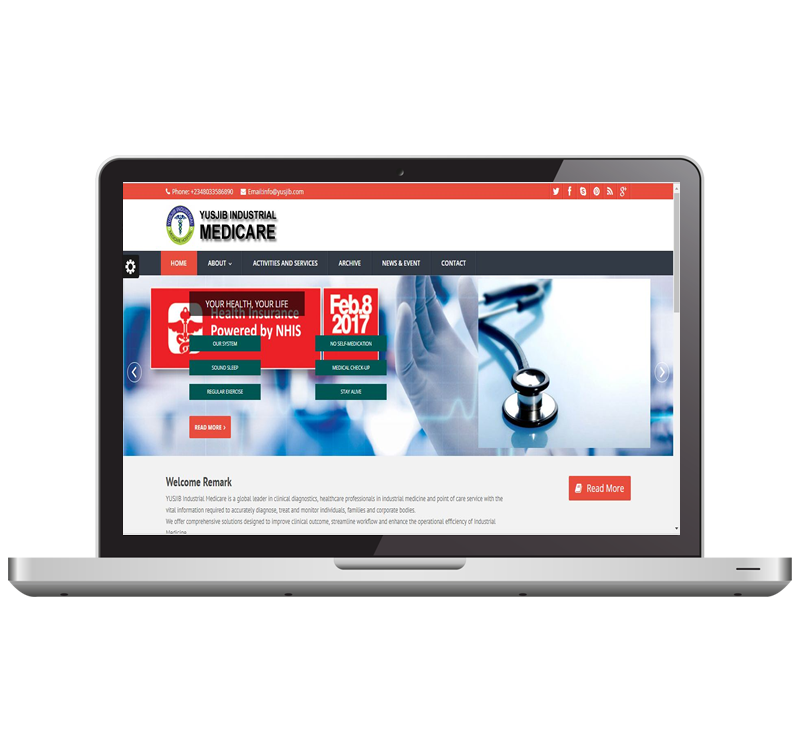 Phone: +2348033586890 Email:info@yusjib.com
YUSJIB INDUSTRIAL
MEDICARE
HOME ABOUT ACTIVITIES AND SERVICES ARCHIVE NEWS & EVENT CONTACT
YOUR HEALTH, YOUR LIFE
Health Insurance
Powered by NHIS
Feb.8
2017
OUR SYSTEM NO SELF-MEDICATION
SOUND SLEEP MEDICAL CHECK-UP
REGULAR EXERCISE STAY ALIVE
READ MORE
Welcome Remark
Read More
YUSJIB Industrial Medicare is a global leader in clinical diagnostics, healthcare professionals in industrial medicine and point of care service with the
vital information required to accurately diagnose, treat and monitor individuals, families and corporate bodies.
We offer comprehensive solutions designed to improve clinical outcome, streamline workflow and enhance the operational efficiency of Industrial
Medicine